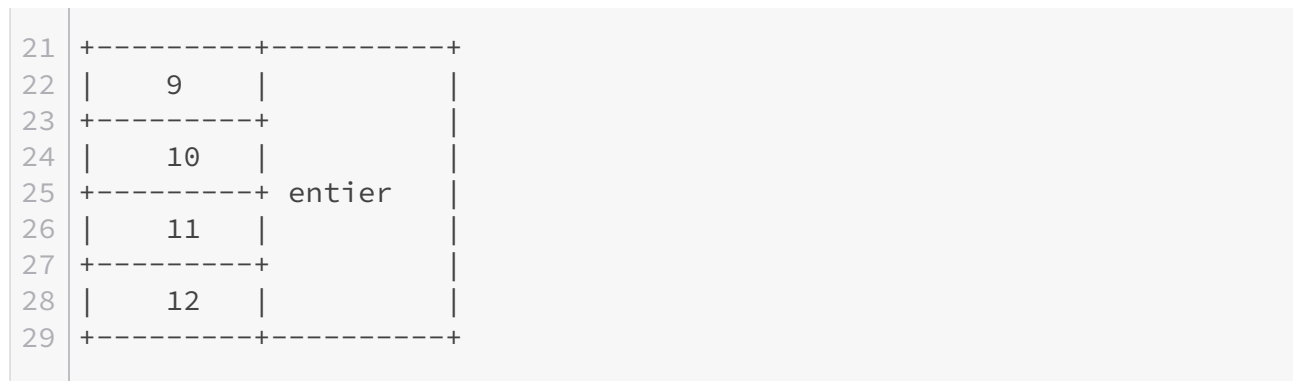 21 +---------+----------+
22 |    9    |          |
23 +---------+          |
24 |    10   |          |
25 +---------+ entier   |
26 |    11   |          |
27 +---------+          |
28 |    12   |          |
29 +---------+----------+